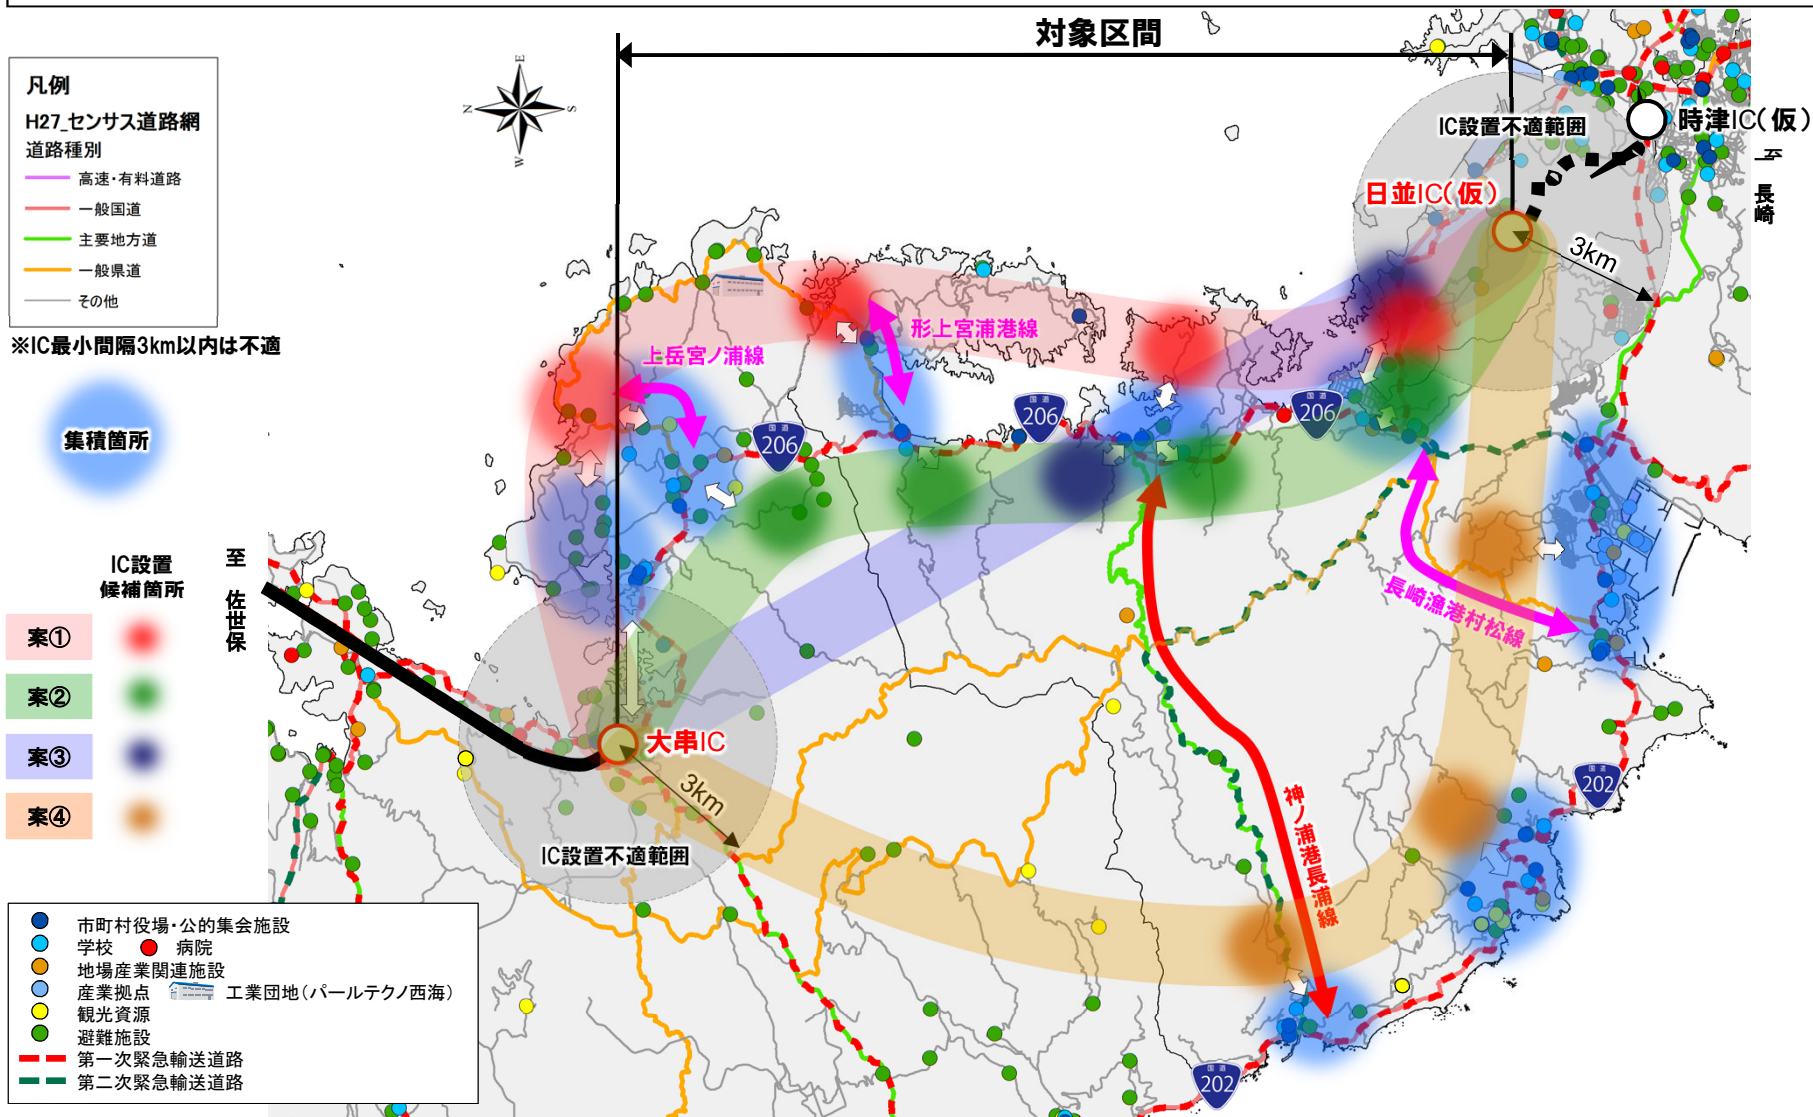 対象区間
凡例
H27_センサス道路網
道路種別
高速・有料道路
一般国道
主要地方道
一般県道
その他
※IC最小間隔3km以内は不適
集積箇所
IC設置
候補箇所
案①
案②
案③
案④
E
N
S
W
至 佐世保
IC設置不適範囲
時津IC(仮)
至 長崎
日並IC(仮)
3km
形上宮浦港線
上岳宮ノ浦線
国道
206
国道
206
国道
206
長崎漁港村松線
大串IC
3km
IC設置不適範囲
神ノ浦港長浦線
国道
202
国道
202
市町村役場・公的集会施設
学校 病院
地場産業関連施設
産業拠点 工業団地(パールテクノ西海)
観光資源
避難施設
第一次緊急輸送道路
第二次緊急輸送道路